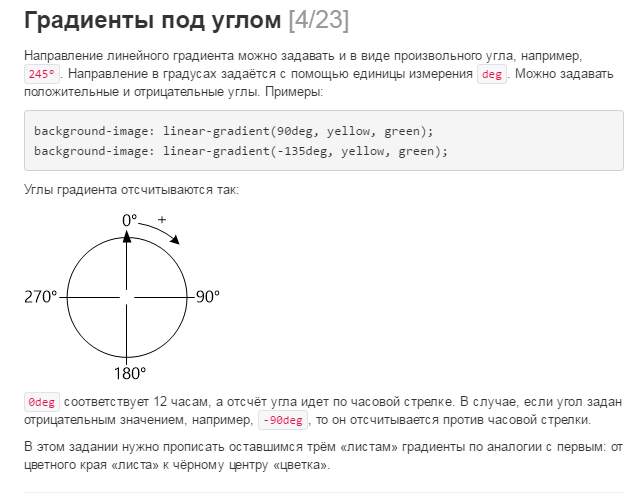 Градиенты под углом [4/23]
Направление линейного градиента можно задавать и в виде произвольного угла, например,
245° . Направление в градусах задаётся с помощью единицы измерения deg . Можно задавать
положительные и отрицательные углы. Примеры:
background-image: linear-gradient(90deg, yellow, green);
background-image: linear-gradient(-135deg, yellow, green);
Углы градиента отсчитываются так:
0° +
270° 90°
180°
0deg соответствует 12 часам, а отсчёт угла идет по часовой стрелке. В случае, если угол задан
отрицательным значением, например, -90deg , то он отсчитывается против часовой стрелки.
В этом задании нужно прописать оставшимся трём «листам» градиенты по аналогии с первым: от
цветного края «листа» к чёрному центру «цветка».